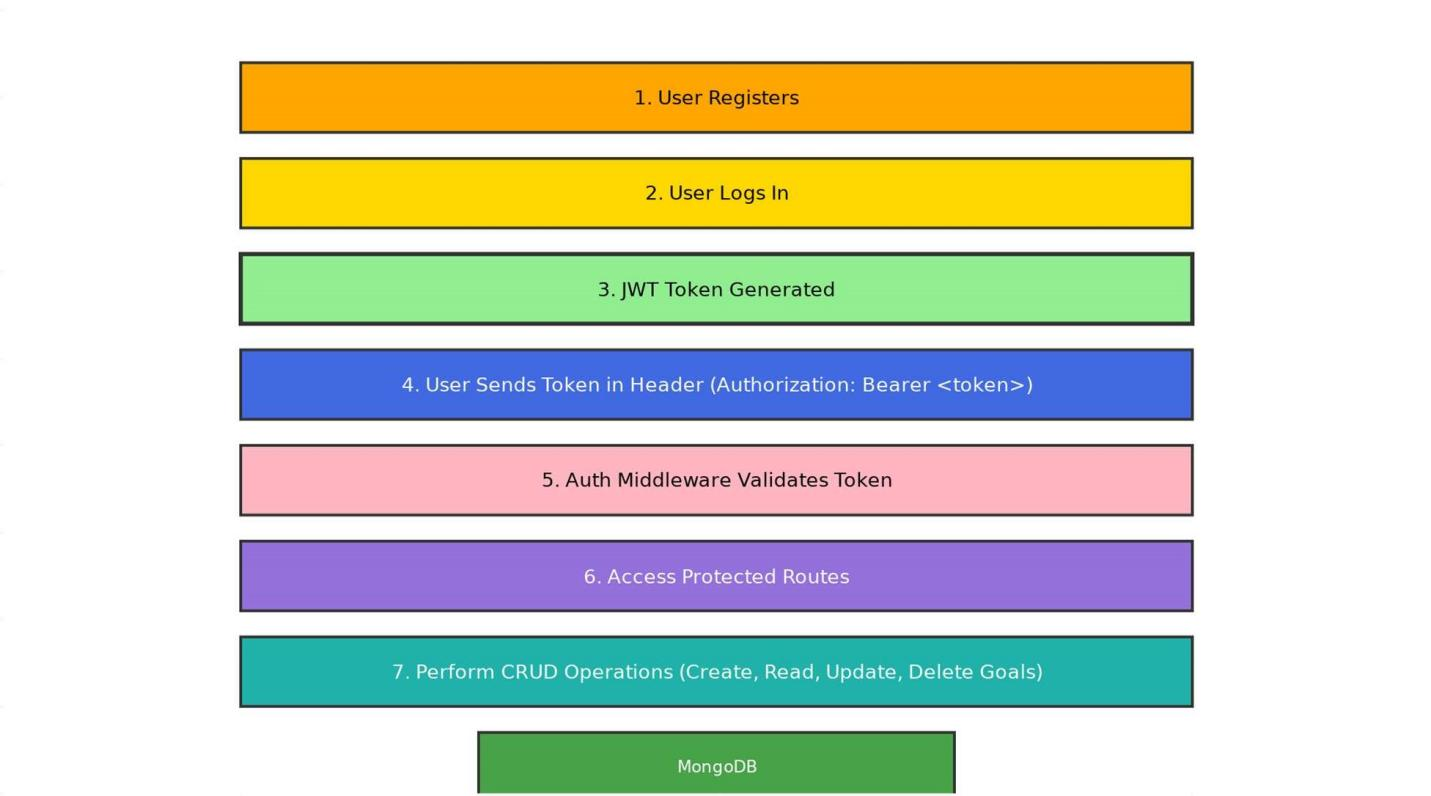 1. User Registers
2. User Logs In
3. JWT Token Generated
4. User Sends Token in Header (Authorization: Bearer <token>)
5. Auth Middleware Validates Token
6. Access Protected Routes
7. Perform CRUD Operations (Create, Read, Update, Delete Goals)
MongoDB